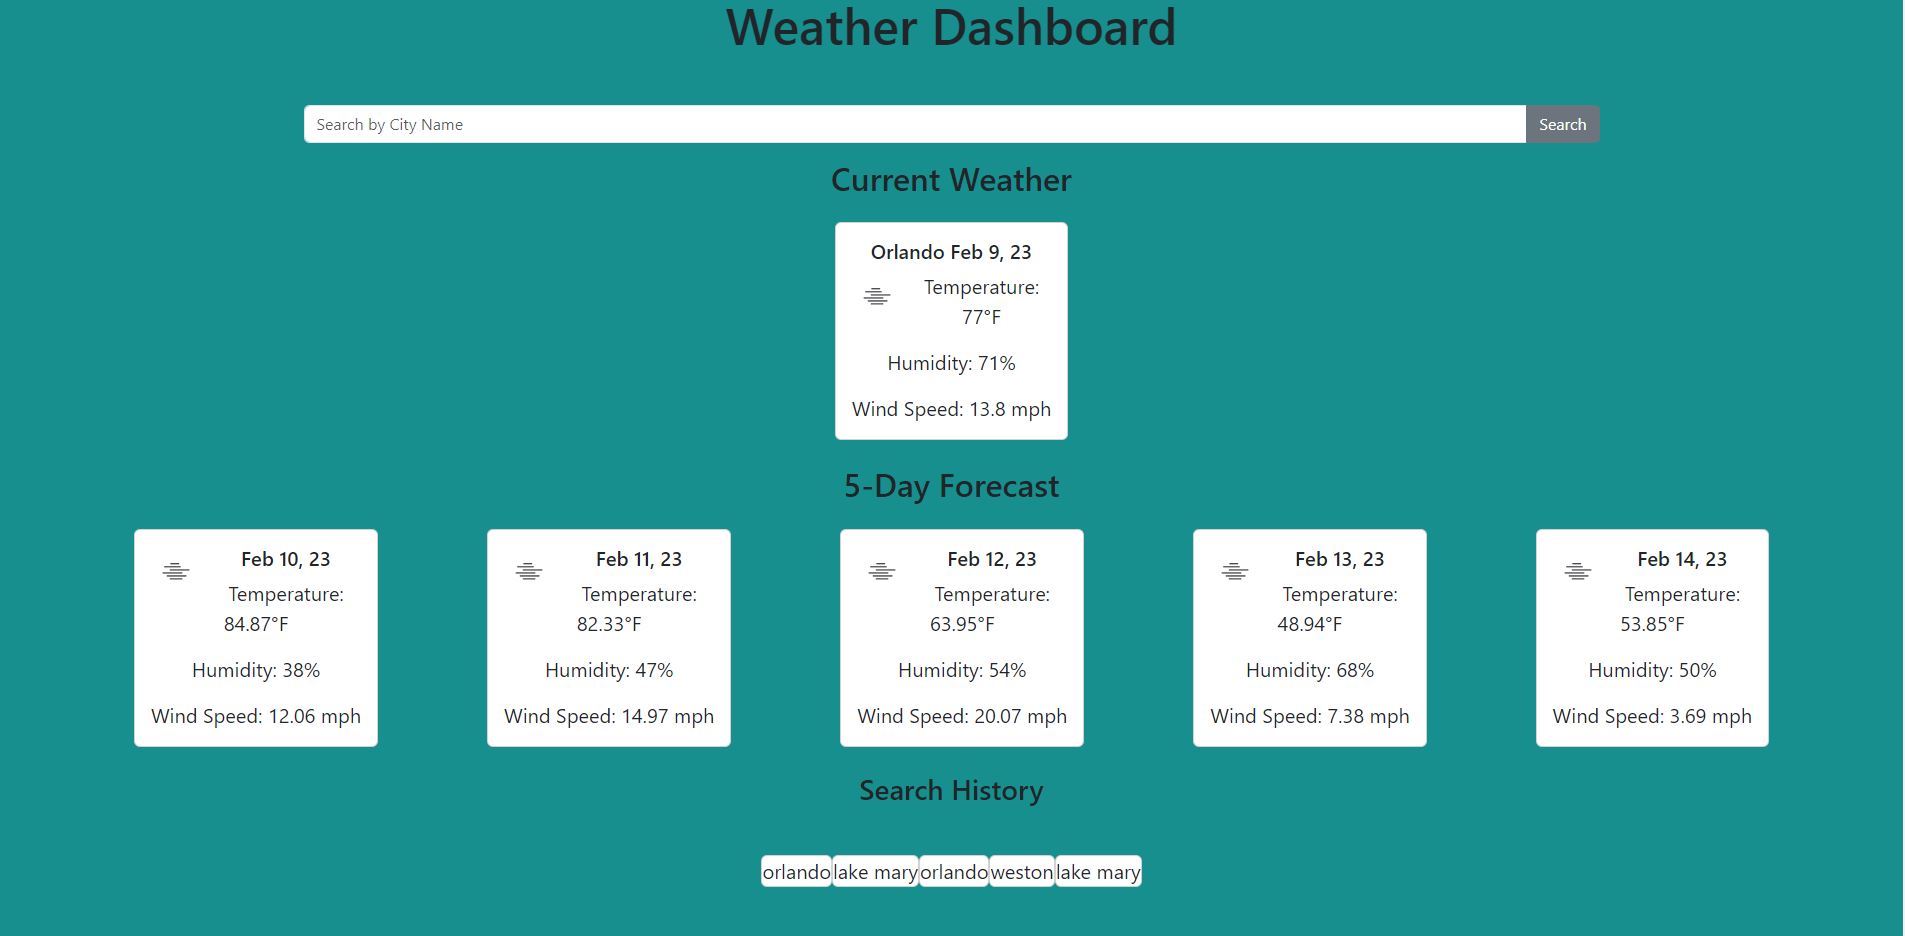 Weather Dashboard
Search by City Name
Search
Current Weather
Orlando Feb 9, 23
Temperature:
77°F
Humidity: 71%
Wind Speed: 13.8 mph
5-Day Forecast
Feb 10, 23
Temperature:
84.87°F
Humidity: 38%
Wind Speed: 12.06 mph
Feb 11, 23
Temperature:
82.33°F
Humidity: 47%
Wind Speed: 14.97 mph
Feb 12, 23
Temperature:
63.95°F
Humidity: 54%
Wind Speed: 20.07 mph
Feb 13, 23
Temperature:
48.94°F
Humidity: 68%
Wind Speed: 7.38 mph
Feb 14, 23
Temperature:
53.85°F
Humidity: 50%
Wind Speed: 3.69 mph
Search History
orlando
lake mary
orlando
weston
lake mary